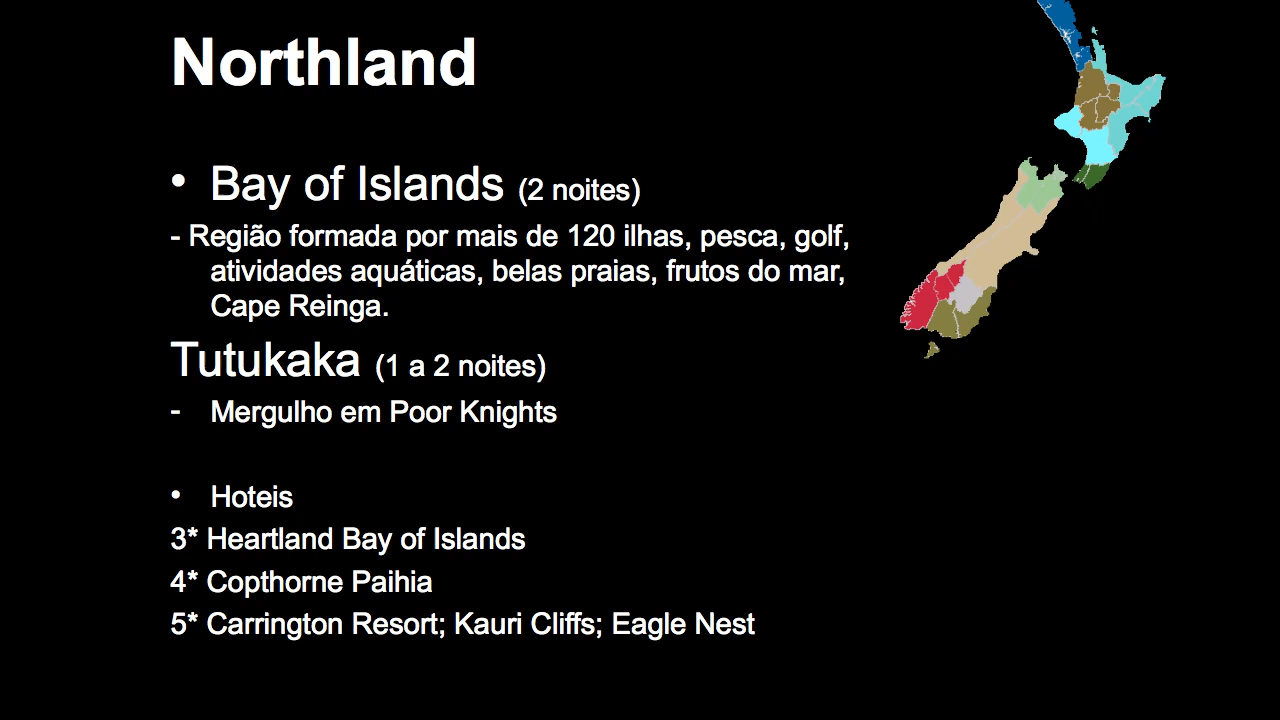 Northland
• Bay of Islands (2 noites)
- Região formada por mais de 120 ilhas, pesca, golf,
atividades aquáticas, belas praias, frutos do mar,
Cape Reinga.
Tutukaka (1 a 2 noites)
- Mergulho em Poor Knights
• Hoteis
3* Heartland Bay of Islands
4* Copthorne Paihia
5* Carrington Resort; Kauri Cliffs; Eagle Nest